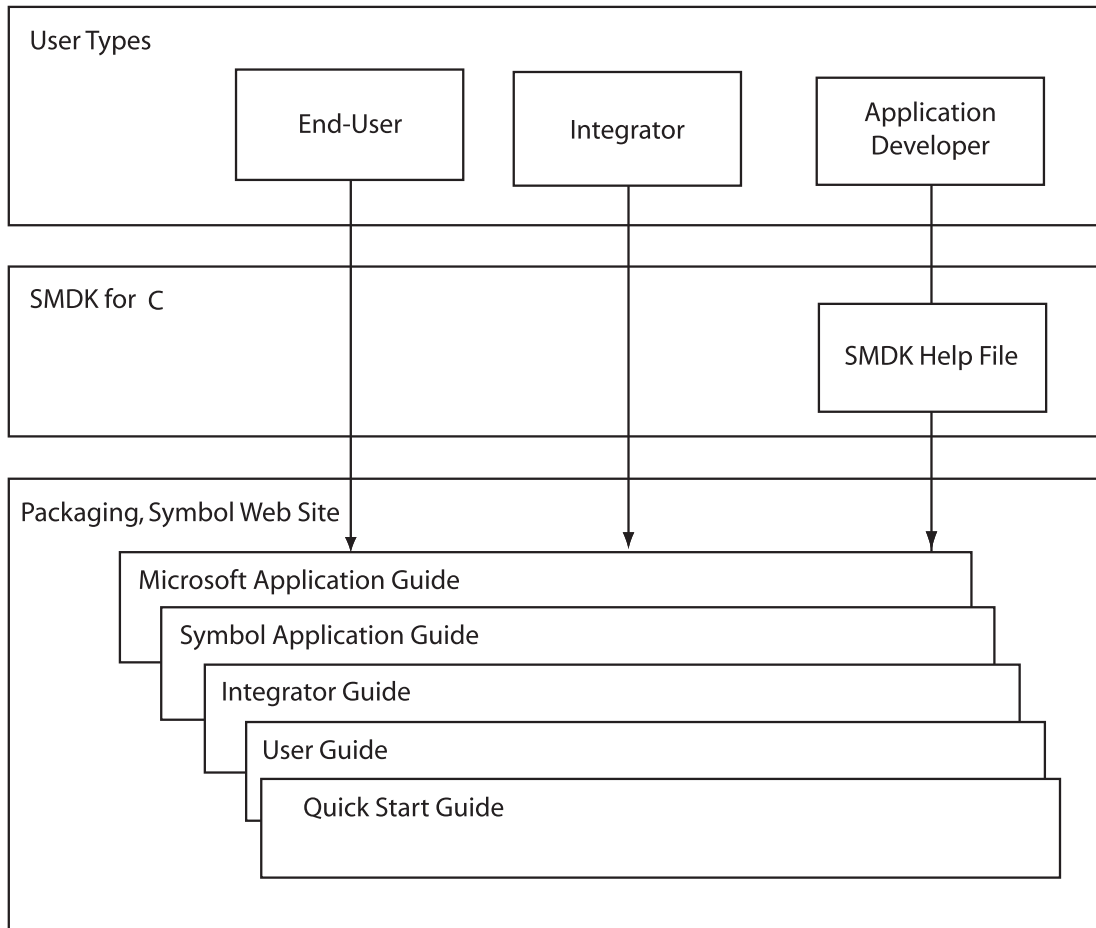 User Types
End-User
Integrator
Application
Developer
SMDK for C
SMDK Help File
Packaging, Symbol Web Site
Microsoft Application Guide
Symbol Application Guide
Integrator Guide
User Guide
Quick Start Guide